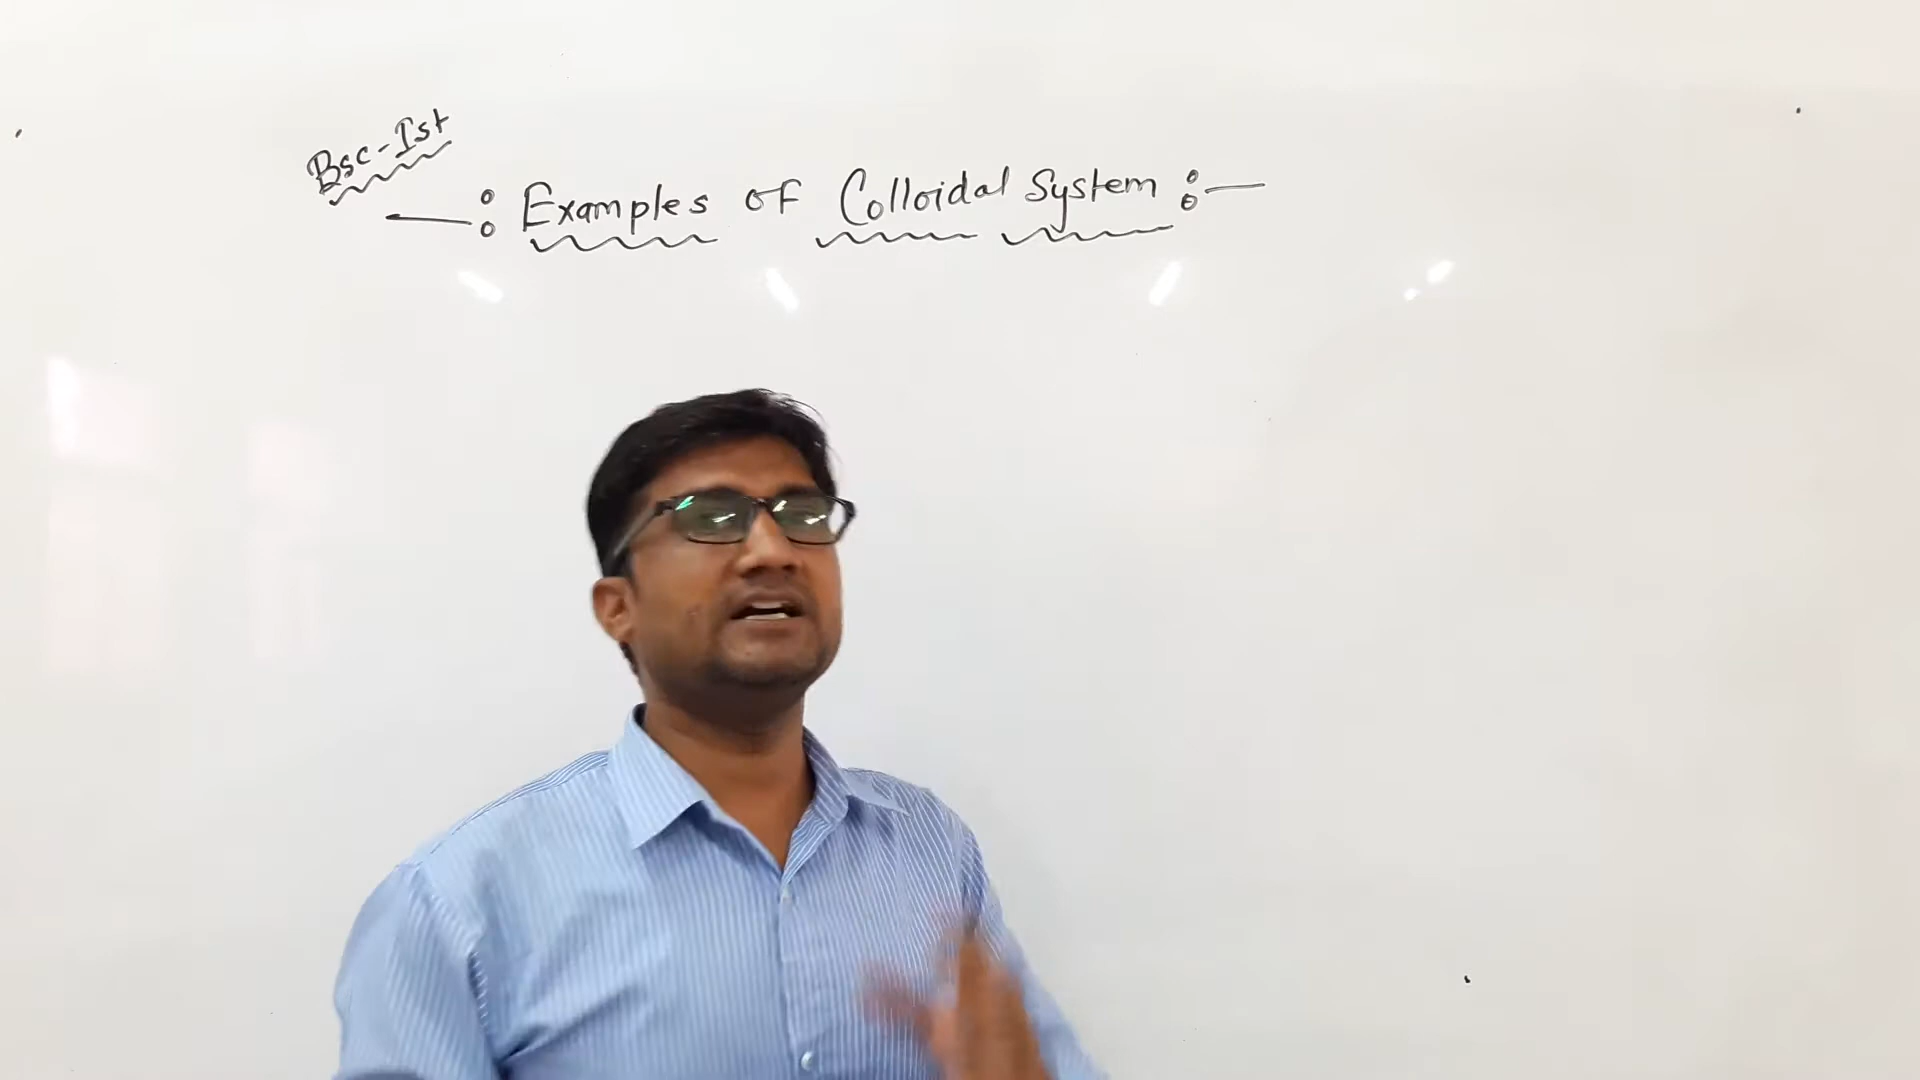 Bsc-Ist
—: Examples of Colloidal System :—